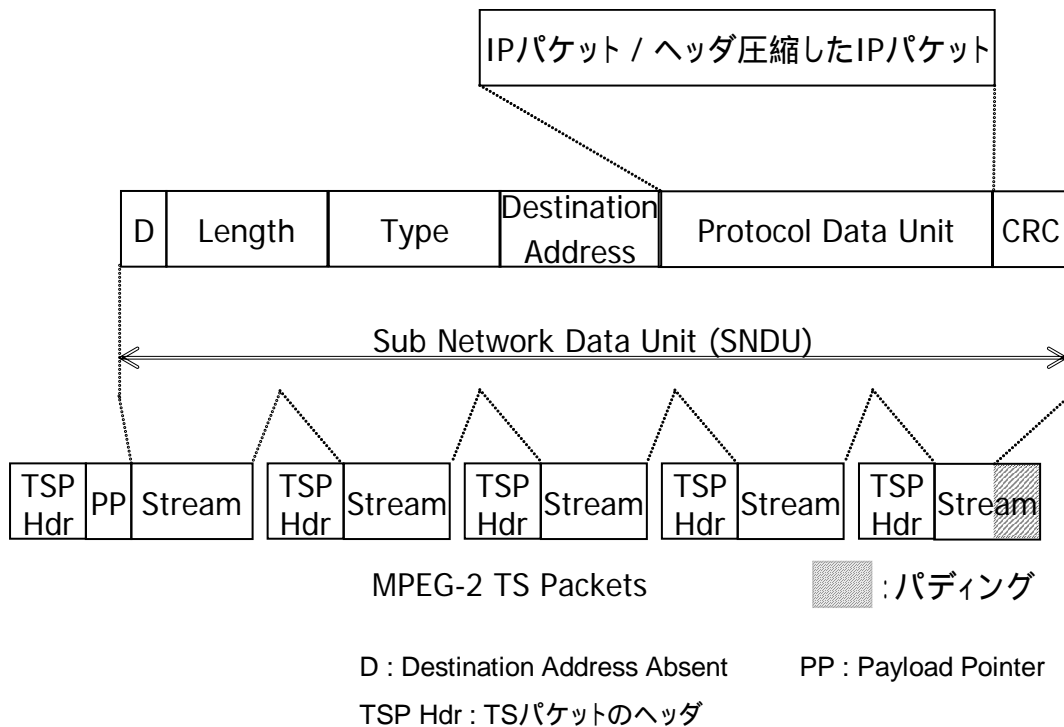 IPパケット / ヘッダ圧縮したIPパケット
D Length Type Destination Address Protocol Data Unit CRC
Sub Network Data Unit (SNDU)
TSP Hdr PP Stream TSP Hdr Stream TSP Hdr Stream TSP Hdr Stream TSP Hdr Stream
MPEG-2 TS Packets : パディング
D : Destination Address Absent PP : Payload Pointer
TSP Hdr : TSパケットのヘッダ